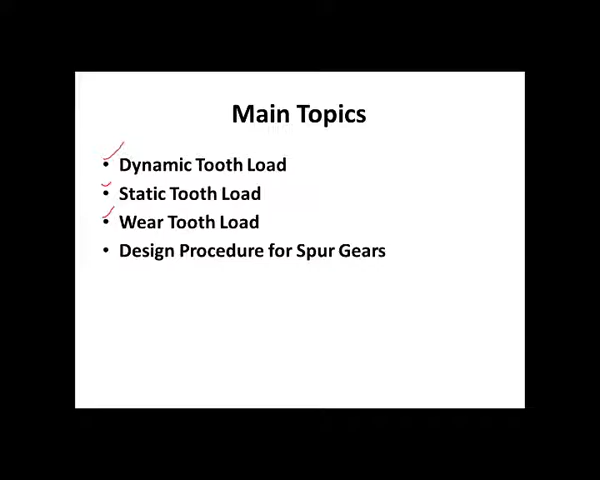 Main Topics
• Dynamic Tooth Load
• Static Tooth Load
• Wear Tooth Load
• Design Procedure for Spur Gears